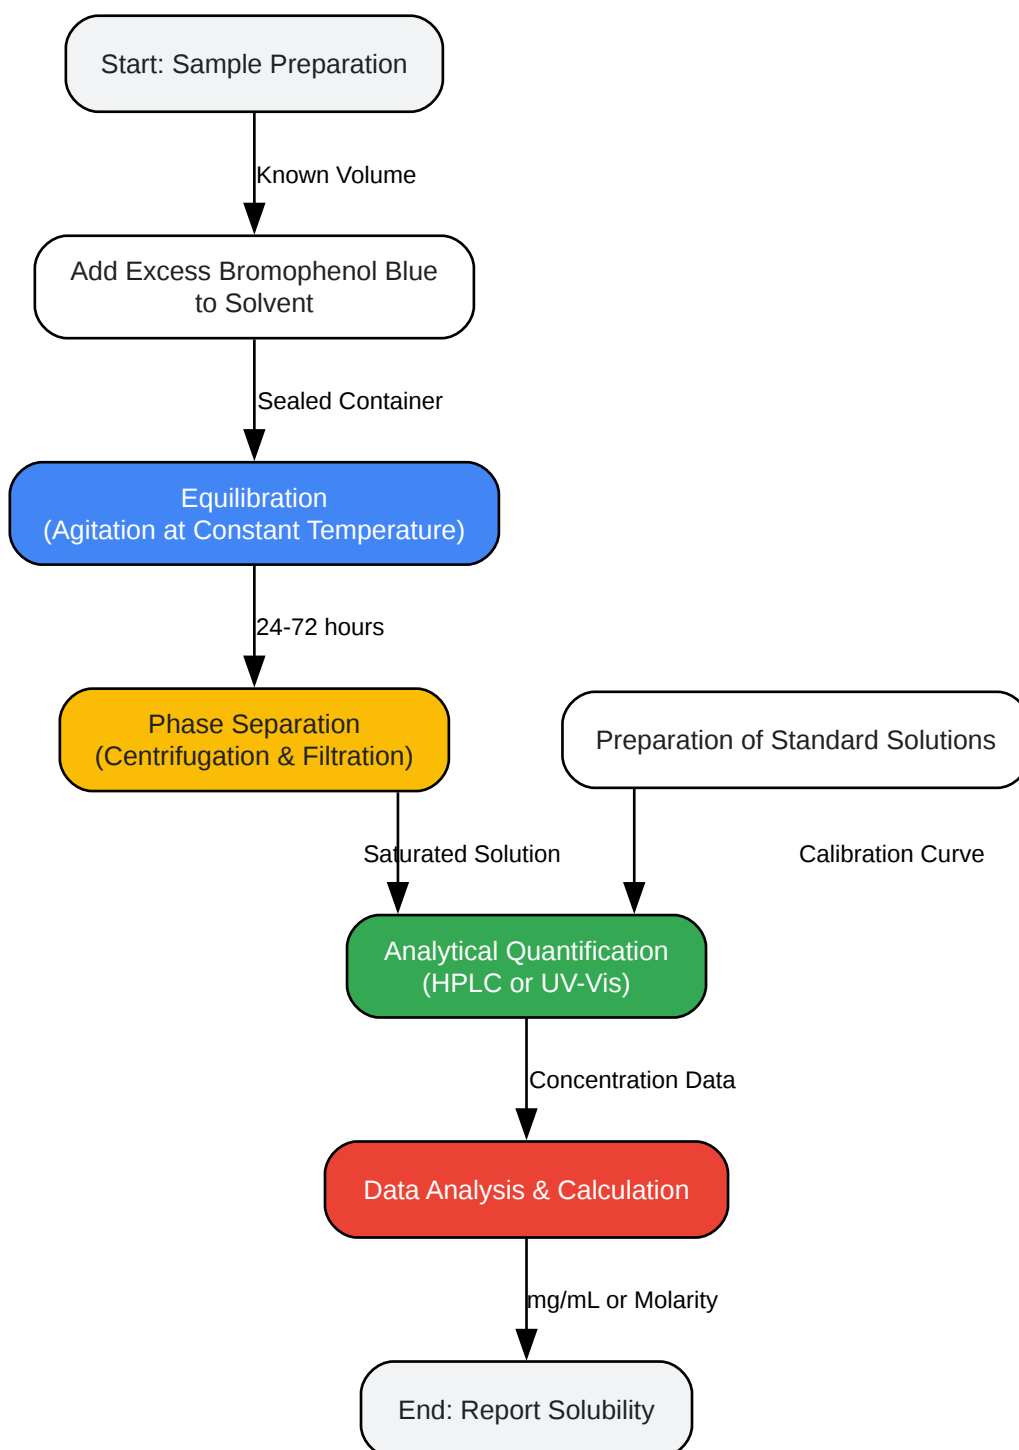 Start: Sample Preparation
Known Volume
Add Excess Bromophenol Blue
to Solvent
Sealed Container
Equilibration
(Agitation at Constant Temperature)
24-72 hours
Phase Separation
(Centrifugation & Filtration)
Preparation of Standard Solutions
Saturated Solution
Calibration Curve
Analytical Quantification
(HPLC or UV-Vis)
Concentration Data
Data Analysis & Calculation
mg/mL or Molarity
End: Report Solubility